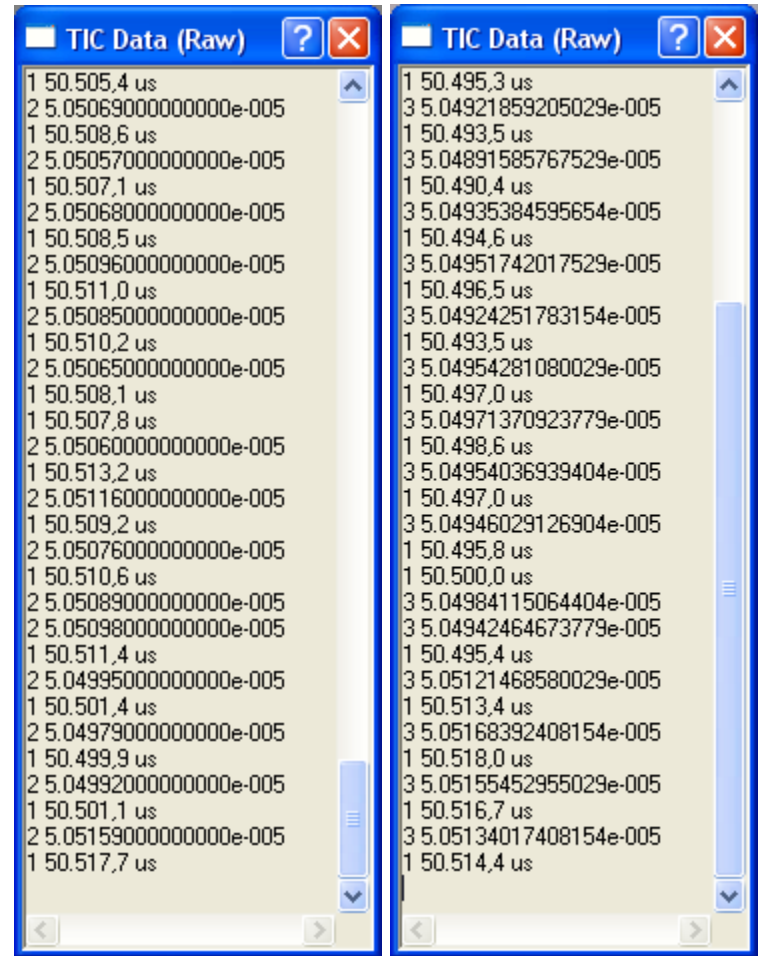 TIC Data (Raw)
1 50.505,4 us
2 5.05069000000000e-005
1 50.508,6 us
2 5.05057000000000e-005
1 50.507,1 us
2 5.05068000000000e-005
1 50.508,5 us
2 5.05096000000000e-005
1 50.511,0 us
2 5.05085000000000e-005
1 50.510,2 us
2 5.05065000000000e-005
1 50.508,1 us
1 50.507,8 us
2 5.05060000000000e-005
1 50.513,2 us
2 5.05116000000000e-005
1 50.509,2 us
2 5.05076000000000e-005
1 50.510,6 us
2 5.05089000000000e-005
2 5.05098000000000e-005
1 50.511,4 us
2 5.04995000000000e-005
1 50.501,4 us
2 5.04979000000000e-005
1 50.499,9 us
2 5.04992000000000e-005
1 50.501,1 us
2 5.05159000000000e-005
1 50.517,7 us
TIC Data (Raw)
1 50.495,3 us
3 5.04921859205029e-005
1 50.493,5 us
3 5.04891585767529e-005
1 50.490,4 us
3 5.04935384595654e-005
1 50.494,6 us
3 5.04951742017529e-005
1 50.496,5 us
3 5.04924251783154e-005
1 50.493,5 us
3 5.04954281080029e-005
1 50.497,0 us
3 5.04971370923779e-005
1 50.498,6 us
3 5.04954036939404e-005
1 50.497,0 us
3 5.04946029126904e-005
1 50.495,8 us
1 50.500,0 us
3 5.04984115064404e-005
3 5.04942464673779e-005
1 50.495,4 us
3 5.05121468580029e-005
1 50.513,4 us
3 5.05168392408154e-005
1 50.518,0 us
3 5.05155452955029e-005
1 50.516,7 us
3 5.05134017408154e-005
1 50.514,4 us